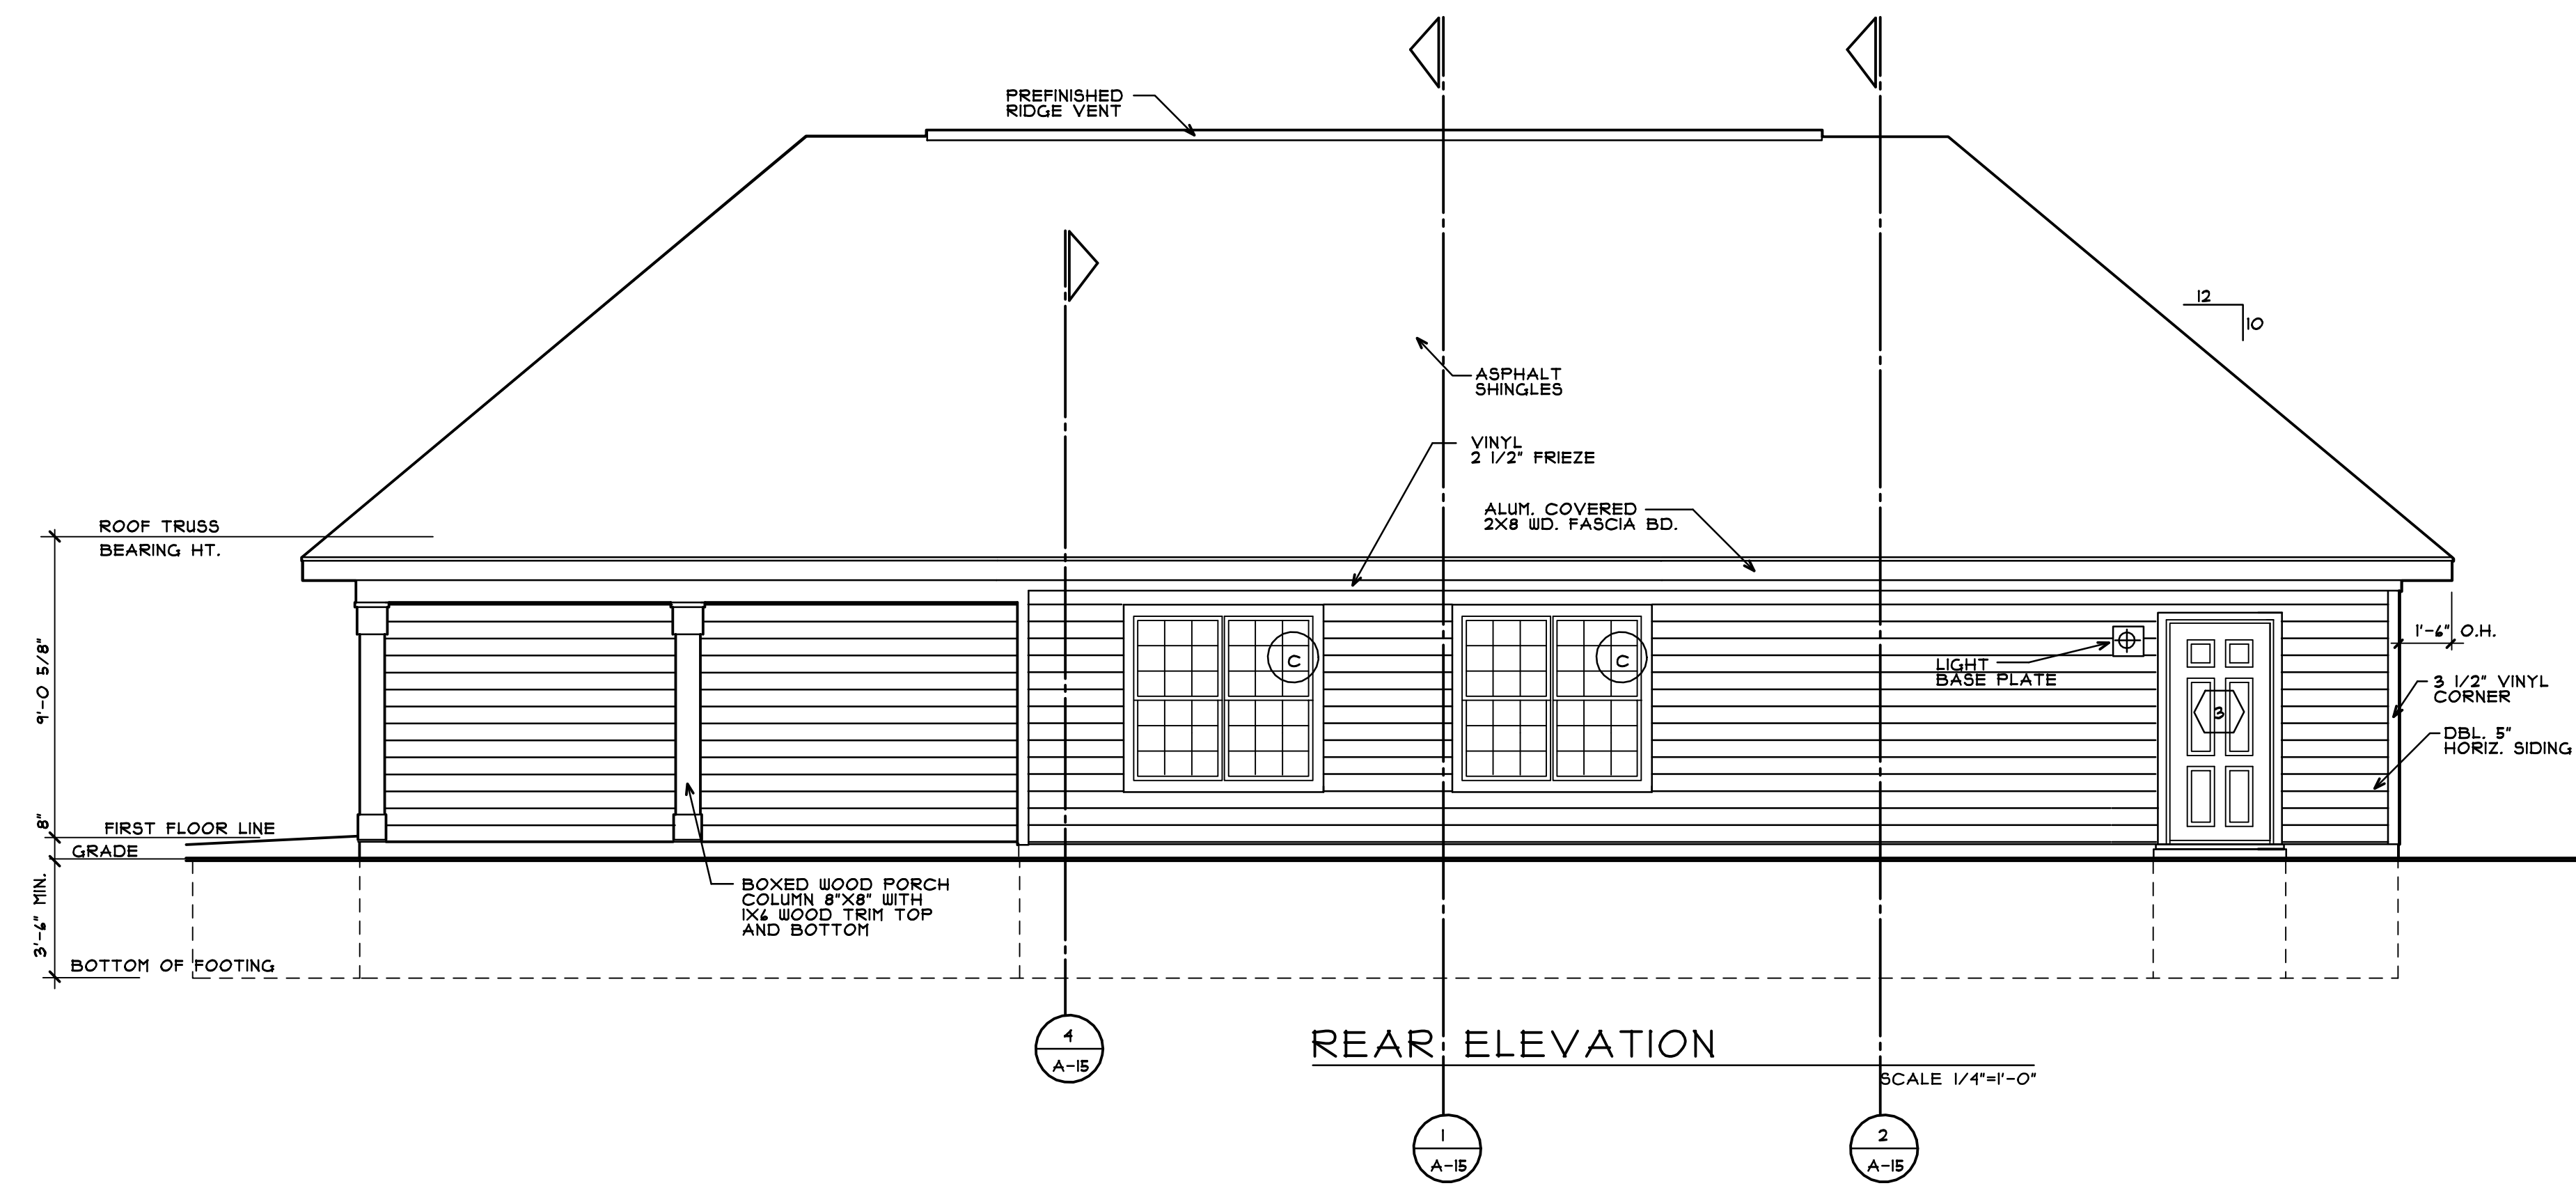 PREFINISHED
RIDGE VENT
12
10
ASPHALT
SHINGLES
VINYL
2 1/2" FRIEZE
ALUM. COVERED
2X8 WD. FASCIA BD.
ROOF TRUSS
BEARING HT.
9'-0 5/8"
8"
3'-6" MIN.
FIRST FLOOR LINE
GRADE
BOTTOM OF FOOTING
C
C
LIGHT
BASE PLATE
3
1'-6" O.H.
3 1/2" VINYL
CORNER
DBL. 5"
HORIZ. SIDING
BOXED WOOD PORCH
COLUMN 8"X8" WITH
1X6 WOOD TRIM TOP
AND BOTTOM
4
A-15
REAR ELEVATION
SCALE 1/4"=1'-0"
1
A-15
2
A-15